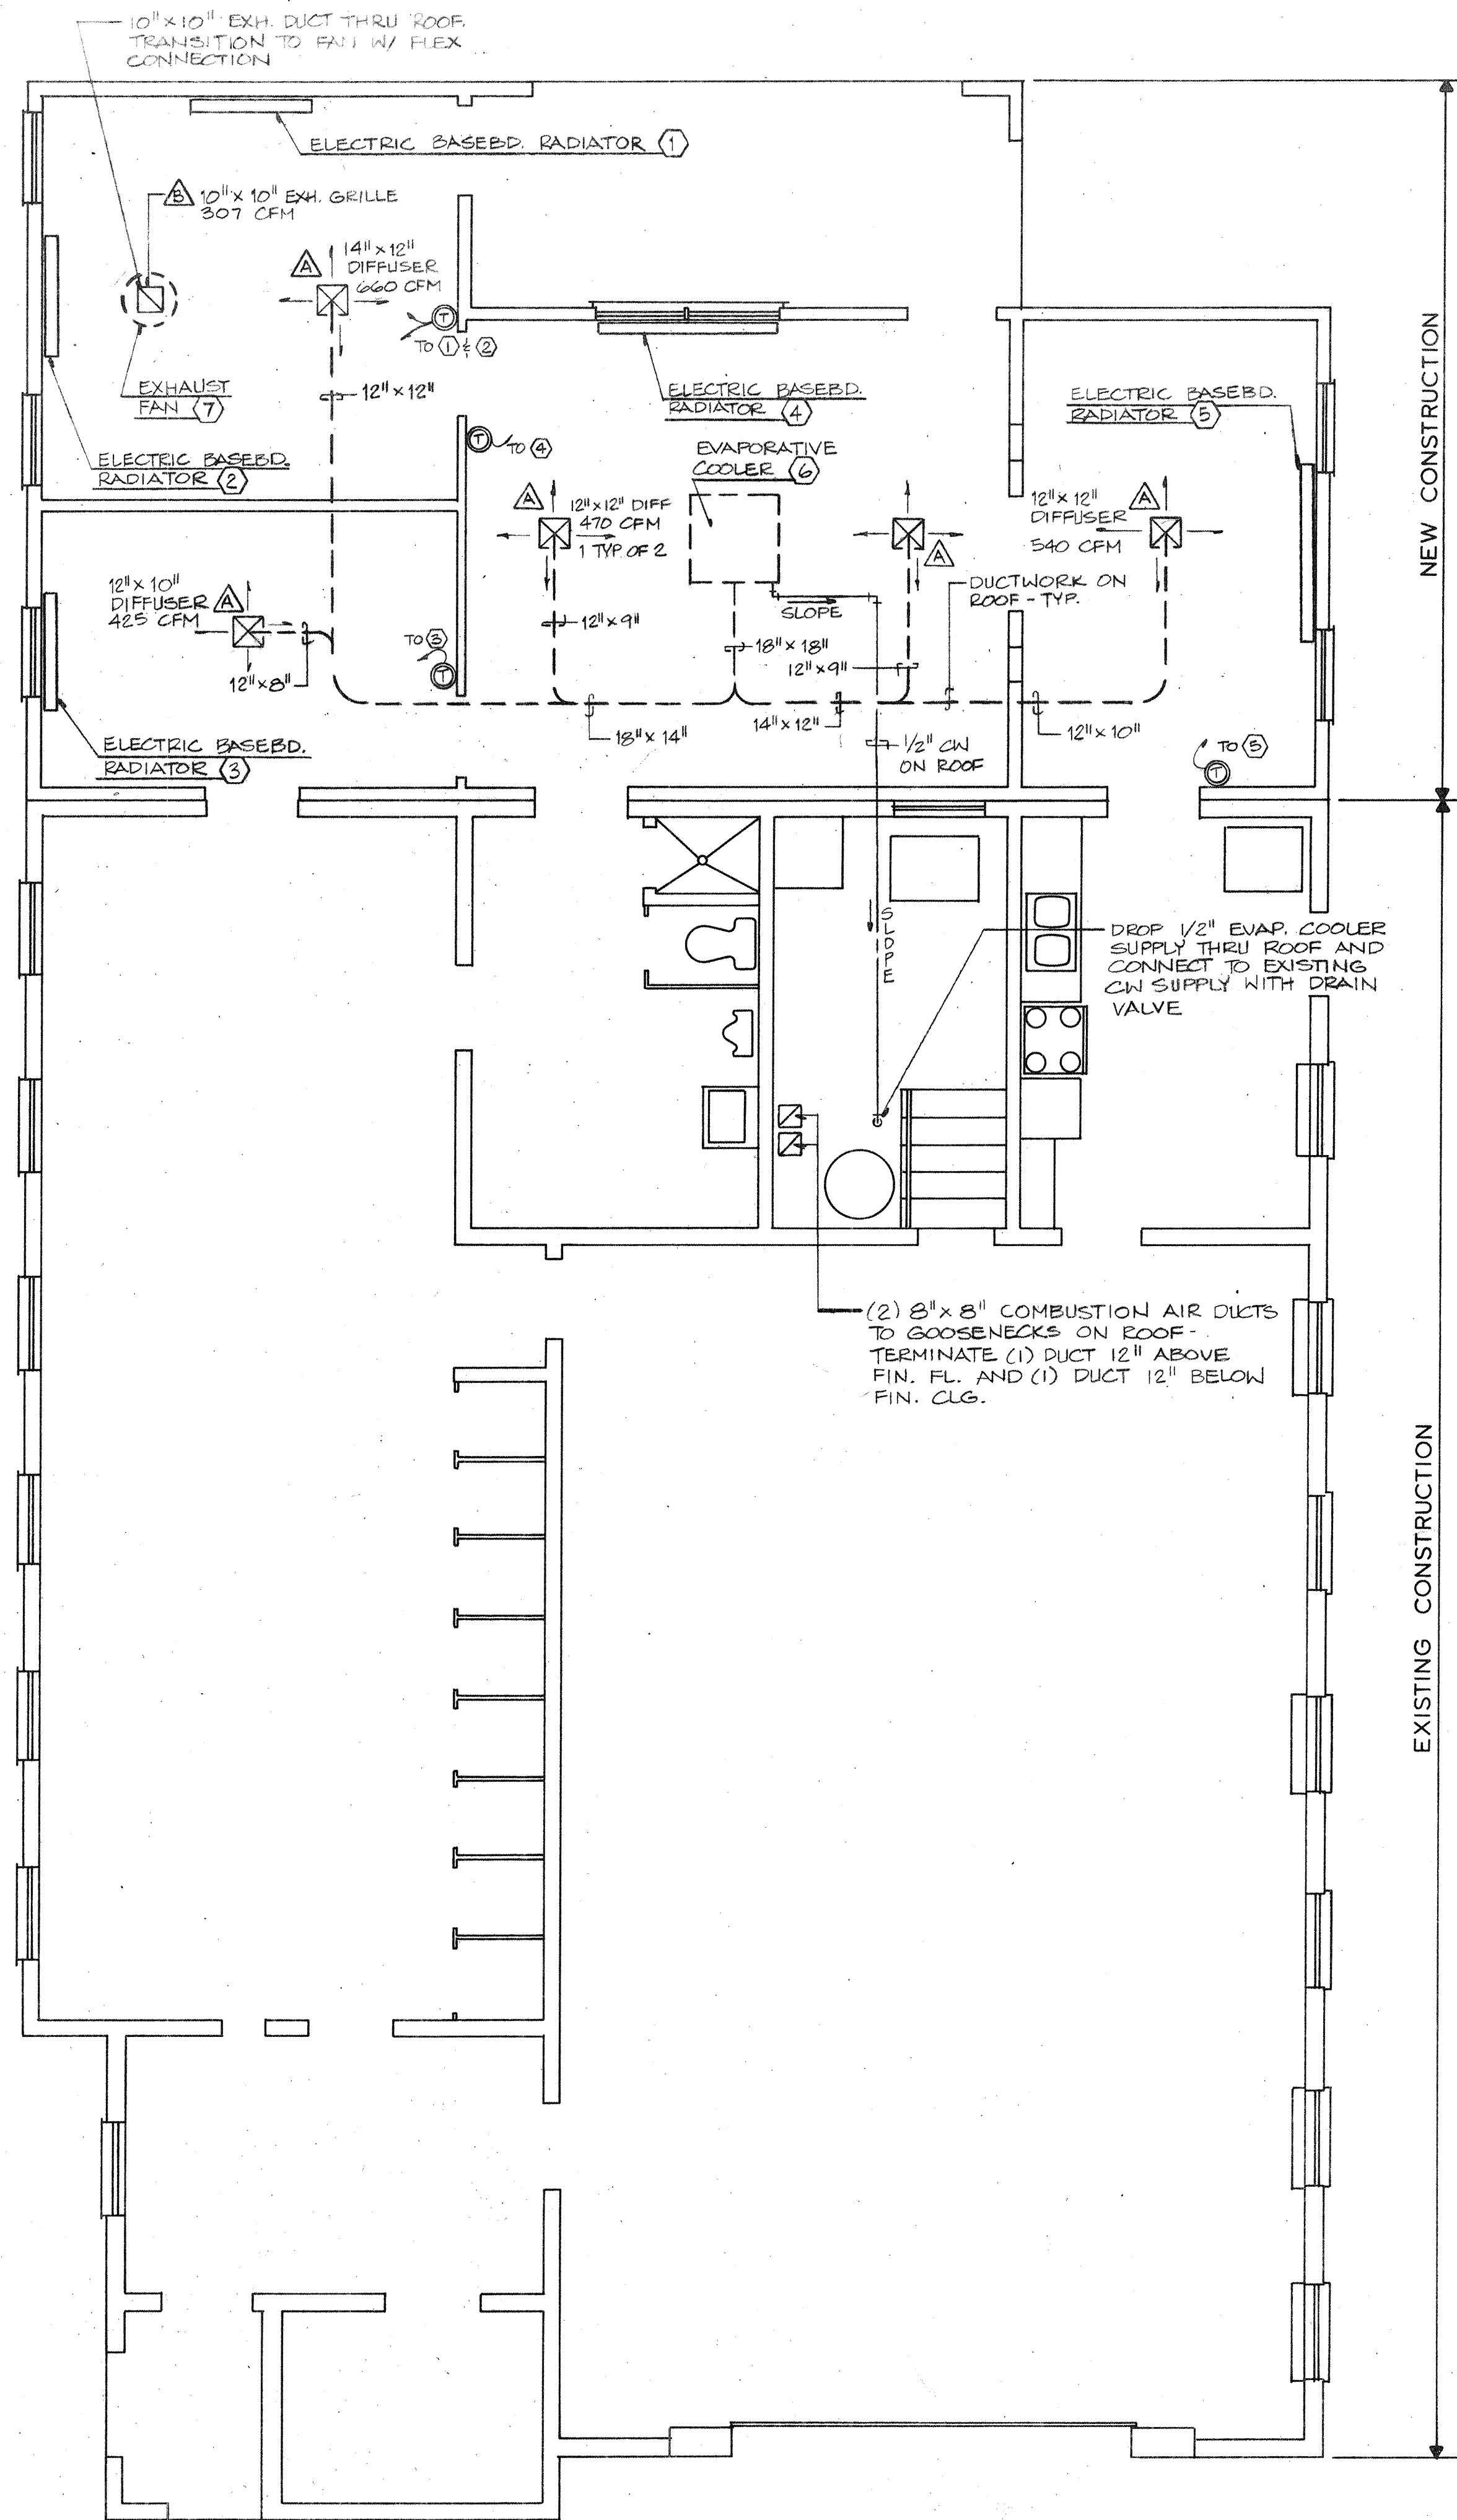 10"x10" EXH. DUCT THRU ROOF.
TRANSITION TO FAN W/ FLEX
CONNECTION
ELECTRIC BASEBD. RADIATOR 1
B 10"x 10" EXH. GRILLE
307 CFM
A 14"x 12"
DIFFUSER
660 CFM
T
TO 1 & 2
12"x 12"
EXHAUST
FAN 7
ELECTRIC BASEBD.
RADIATOR 2
ELECTRIC BASEBD.
RADIATOR 4
ELECTRIC BASEBD.
RADIATOR 5
T TO 4
EVAPORATIVE
COOLER 6
A 12"x 12" DIFF
470 CFM
1 TYP. OF 2
A
12"x 12" A
DIFFUSER
540 CFM
DUCTWORK ON
ROOF - TYP.
SLOPE
12"x 10"
DIFFUSER A
425 CFM
12"x 9"
18"x 18"
12"x 9"
TO 3
T
12"x 8"
18"x 14"
14"x 12"
12"x 10"
1/2" CW
ON ROOF
TO 5
T
ELECTRIC BASEBD.
RADIATOR 3
NEW CONSTRUCTION
SLOPE
DROP 1/2" EVAP. COOLER
SUPPLY THRU ROOF AND
CONNECT TO EXISTING
CW SUPPLY WITH DRAIN
VALVE
(2) 8"x 8" COMBUSTION AIR DUCTS
TO GOOSENECKS ON ROOF -
TERMINATE (1) DUCT 12" ABOVE
FIN. FL. AND (1) DUCT 12" BELOW
FIN. CLG.
EXISTING CONSTRUCTION